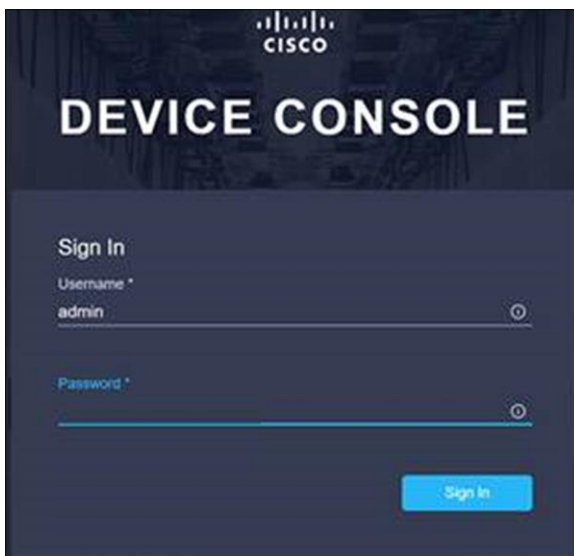 CISCO
DEVICE CONSOLE
Sign In
Username *
admin
Password *
Sign In